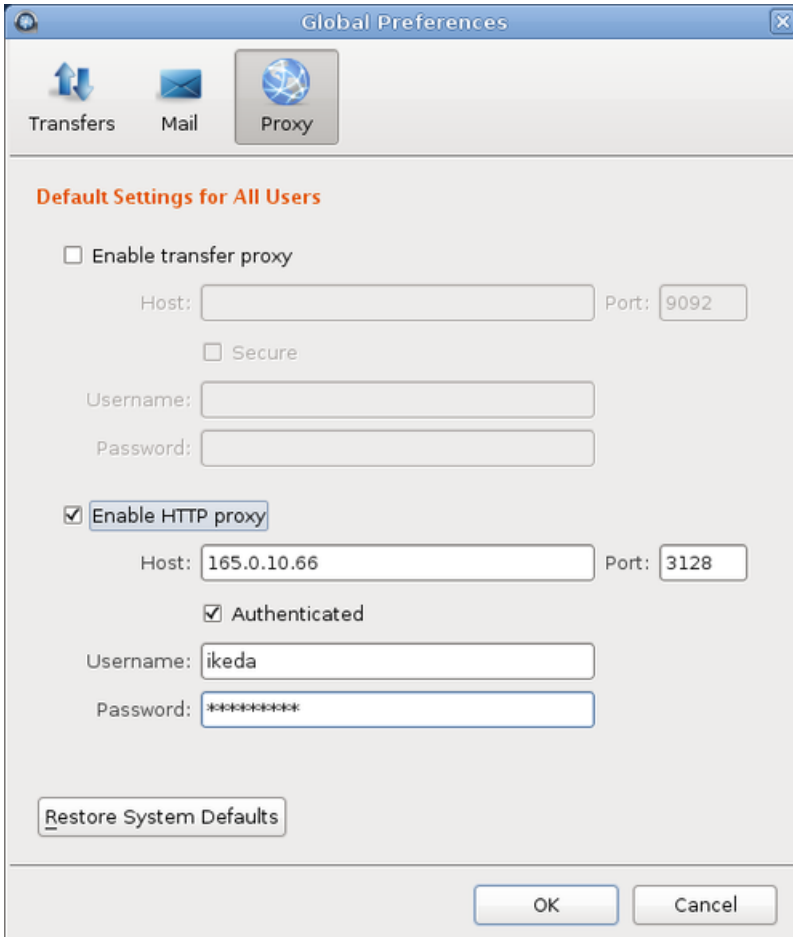 Global Preferences
Transfers Mail Proxy
Default Settings for All Users
Enable transfer proxy
Host: Port: 9092
Secure
Username:
Password:
Enable HTTP proxy
Host: 165.0.10.66 Port: 3128
Authenticated
Username: ikeda
Password: *********
Restore System Defaults
OK Cancel